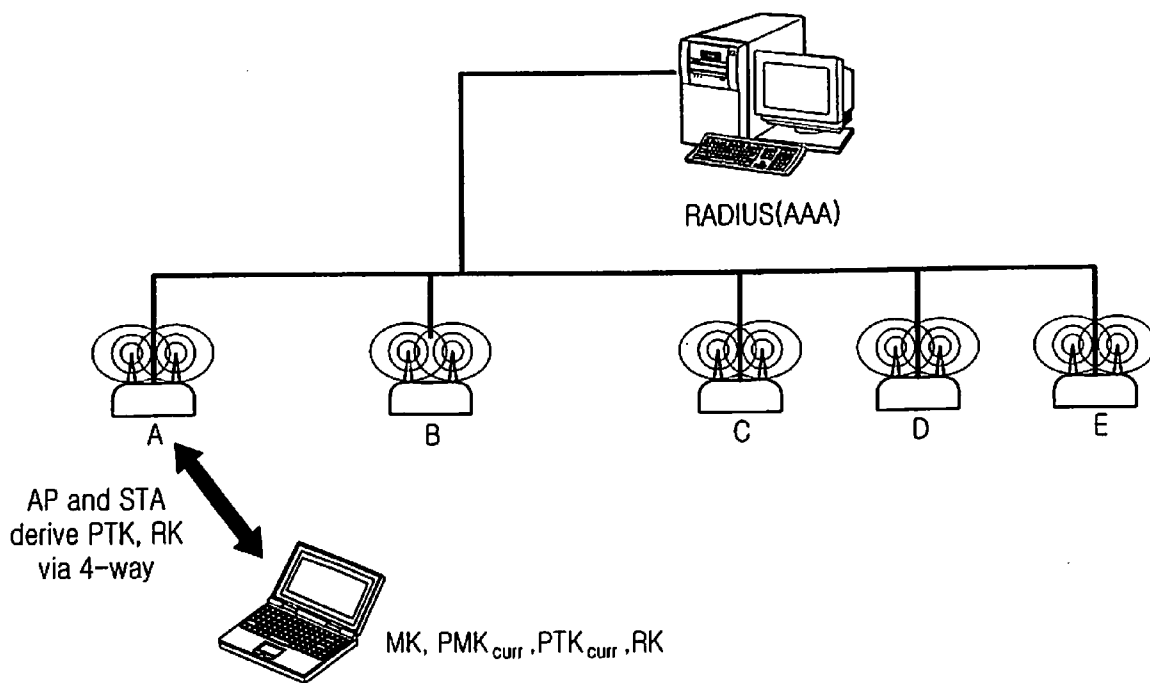 RADIUS(AAA)
A
B
C
D
E
AP and STA
derive PTK, RK
via 4-way
MK, PMKcurr ,PTKcurr ,RK